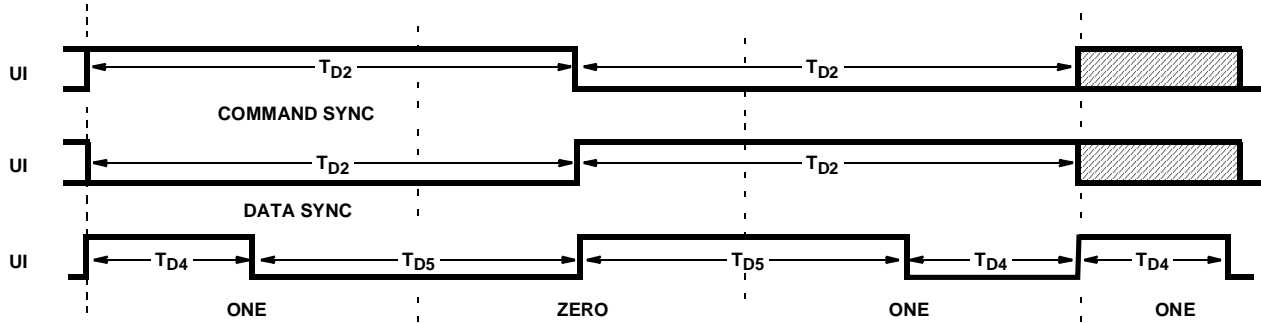 UI TD2 TD2
COMMAND SYNC
UI TD2 TD2
DATA SYNC
UI TD4 TD5 TD5 TD4 TD4
ONE ZERO ONE ONE